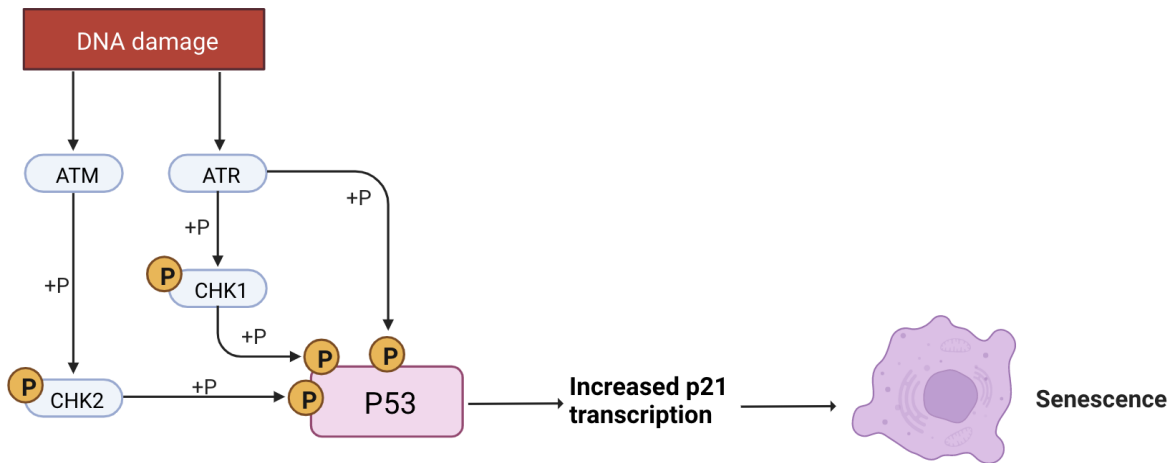 DNA damage
ATM
ATR
+P
+P
+P
P
CHK1
+P
P
P
P
CHK2
+P
P
P53
Increased p21
transcription
Senescence